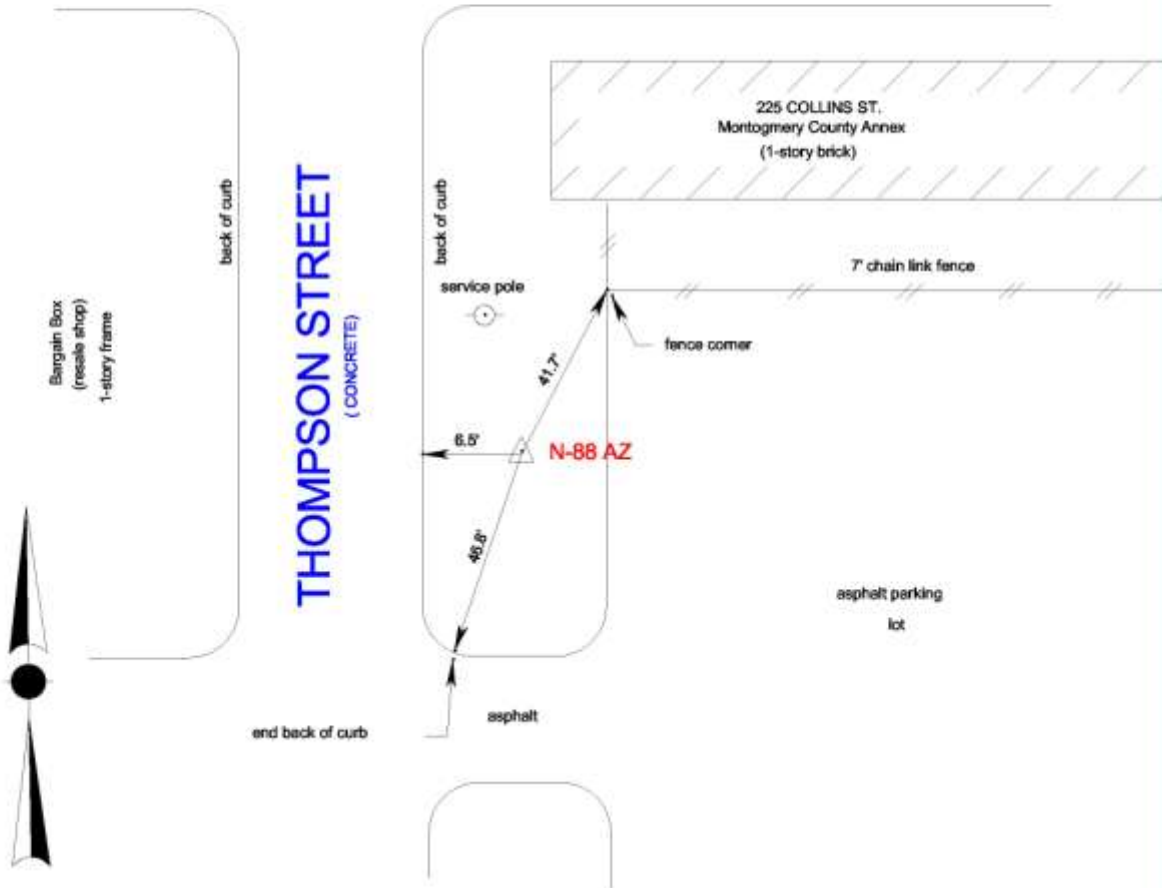 225 COLLINS ST.
Montogmery County Annex
(1-story brick)
back of curb
back of curb
THOMPSON STREET
( CONCRETE)
7' chain link fence
service pole
Bargain Box
(resale shop)
1-story frame
fence corner
41.7'
6.5'
N-88 AZ
46.8'
asphalt parking
lot
asphalt
end back of curb